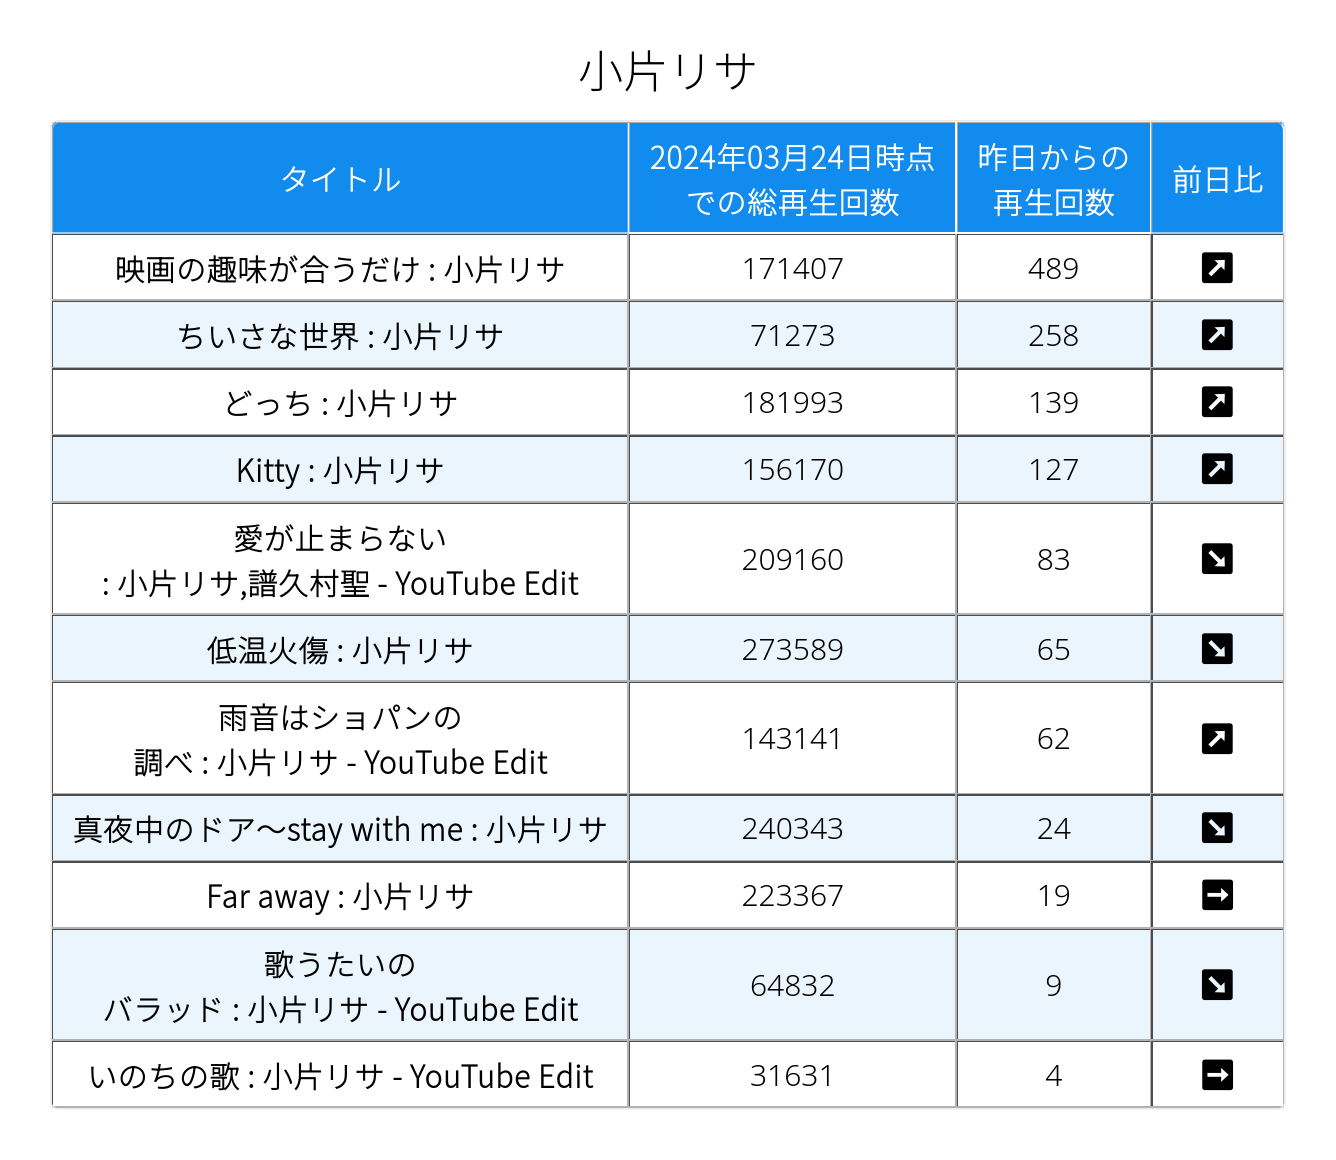 小片リサ
タイトル
2024年03月24日時点
での総再生回数
昨日からの
再生回数
前日比
映画の趣味が合うだけ : 小片リサ
171407
489
ちいさな世界 : 小片リサ
71273
258
どっち : 小片リサ
181993
139
Kitty : 小片リサ
156170
127
愛が止まらない
: 小片リサ,譜久村聖 - YouTube Edit
209160
83
低温火傷 : 小片リサ
273589
65
雨音はショパンの
調べ : 小片リサ - YouTube Edit
143141
62
真夜中のドア〜stay with me : 小片リサ
240343
24
Far away : 小片リサ
223367
19
歌うたいの
バラッド : 小片リサ - YouTube Edit
64832
9
いのちの歌 : 小片リサ - YouTube Edit
31631
4